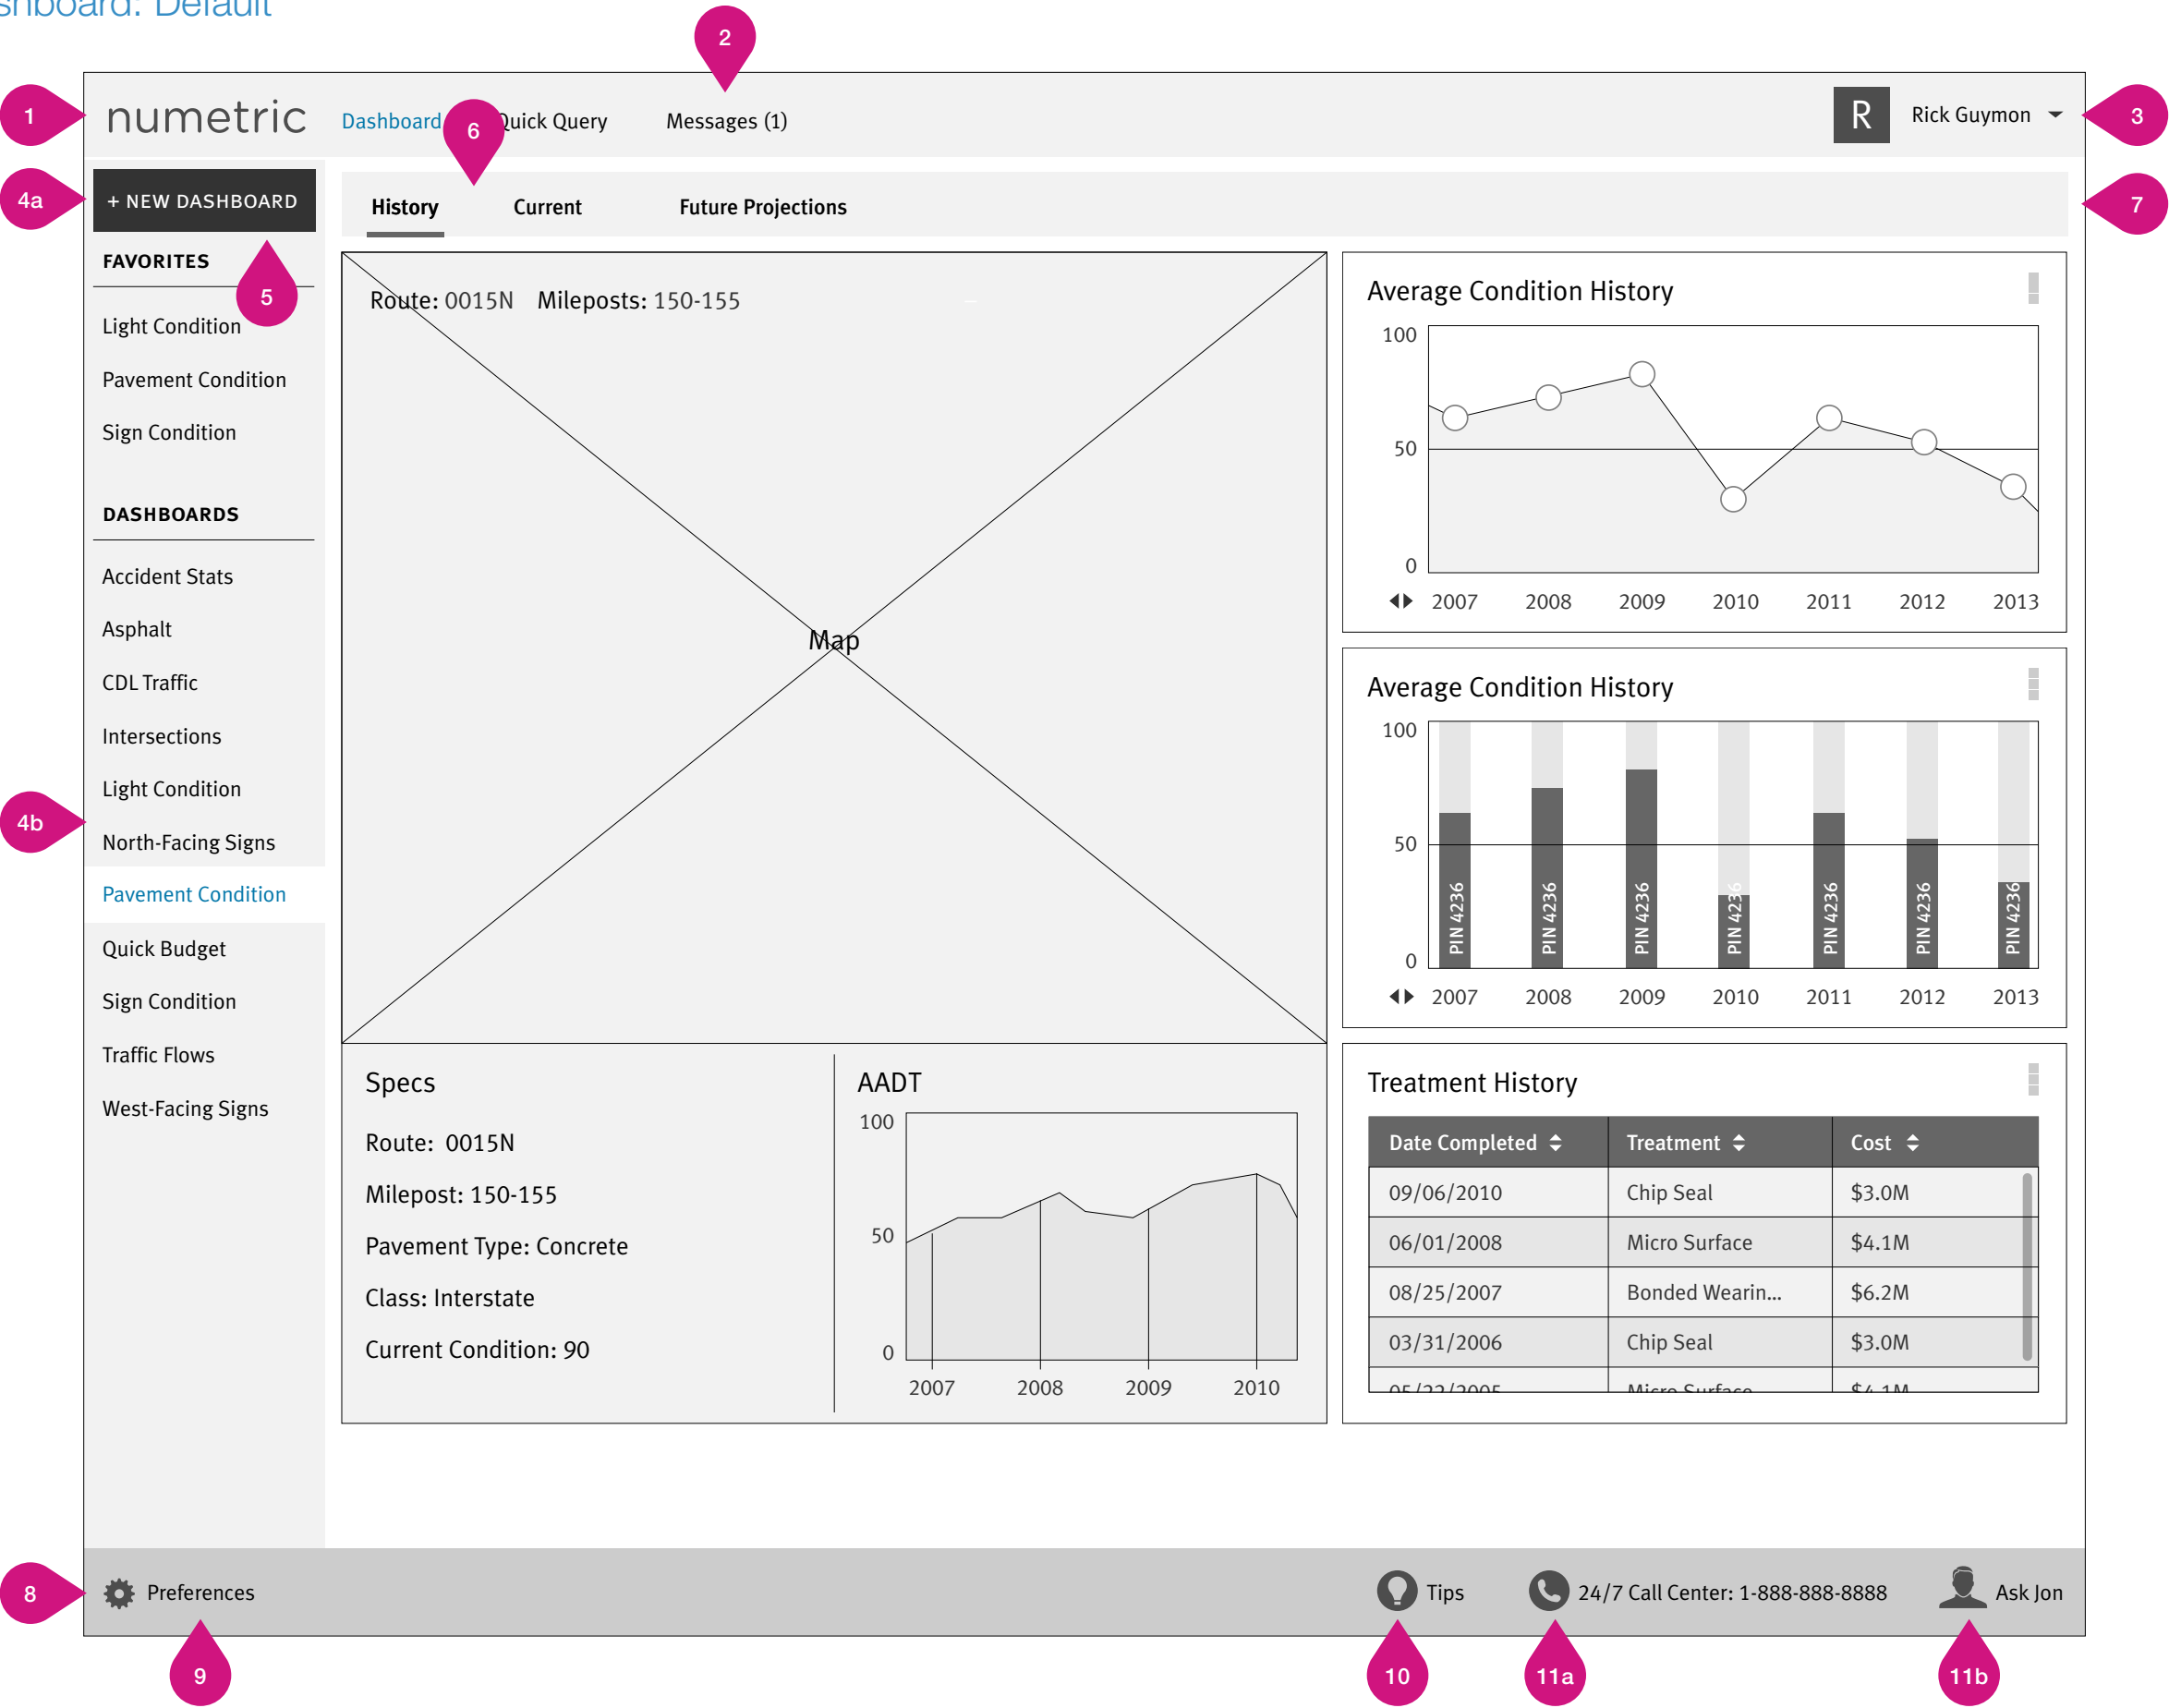 shboard: Default
2
1
numetric
Dashboard
6
Quick Query
Messages (1)
R
Rick Guymon
3
4a
+ NEW DASHBOARD
History
Current
Future Projections
7
FAVORITES
5
Light Condition
Pavement Condition
Sign Condition
DASHBOARDS
Accident Stats
Asphalt
CDL Traffic
Intersections
Light Condition
4b
North-Facing Signs
Pavement Condition
Quick Budget
Sign Condition
Traffic Flows
West-Facing Signs
Route: 0015N Mileposts: 150-155
Map
Specs
Route: 0015N
Milepost: 150-155
Pavement Type: Concrete
Class: Interstate
Current Condition: 90
AADT
100
50
0
2007 2008 2009 2010
Average Condition History
100
50
0
2007 2008 2009 2010 2011 2012 2013
Average Condition History
100
50
0
PIN 4236
PIN 4236
PIN 4236
PIN 4236
PIN 4236
PIN 4236
PIN 4236
2007 2008 2009 2010 2011 2012 2013
Treatment History
Date Completed Treatment Cost
09/06/2010 Chip Seal $3.0M
06/01/2008 Micro Surface $4.1M
08/25/2007 Bonded Wearin... $6.2M
03/31/2006 Chip Seal $3.0M
05/22/2005 Micro Surface $4.1M
8
Preferences
Tips
24/7 Call Center: 1-888-888-8888
Ask Jon
9
10
11a
11b